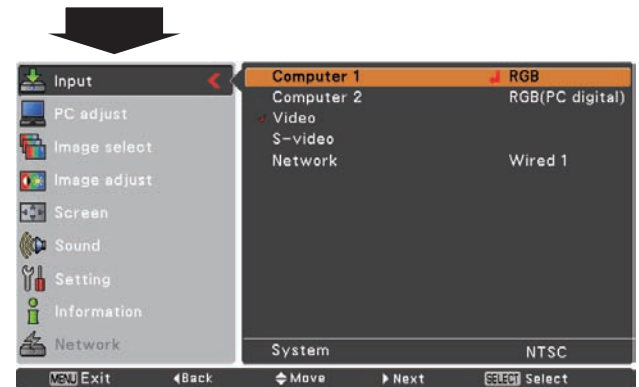 Input
PC adjust
Image select
Image adjust
Screen
Sound
Setting
Information
Network
Computer 1 RGB
Computer 2 RGB(PC digital)
Video
S-video
Network Wired 1
System NTSC
MENU Exit Back Move Next SELECT Select